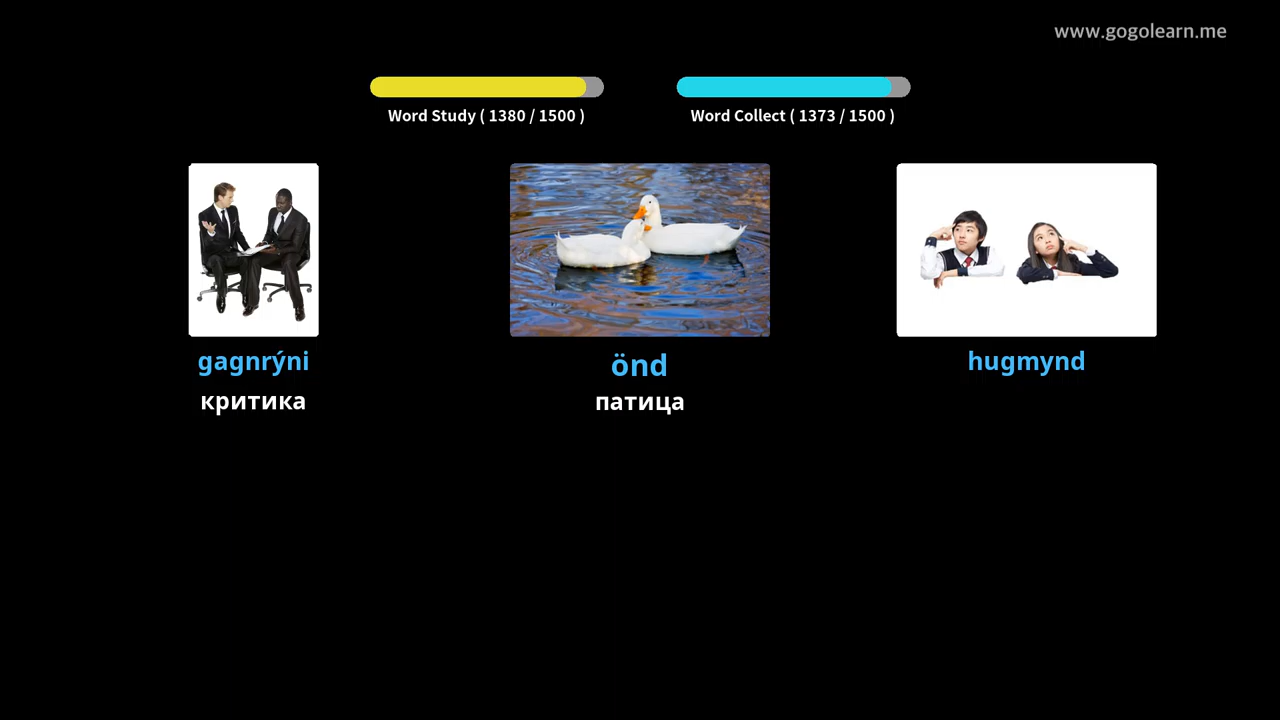 www.gogolearn.me
Word Study ( 1380 / 1500 )
Word Collect ( 1373 / 1500 )
gagnrýni
критика
önd
патица
hugmynd